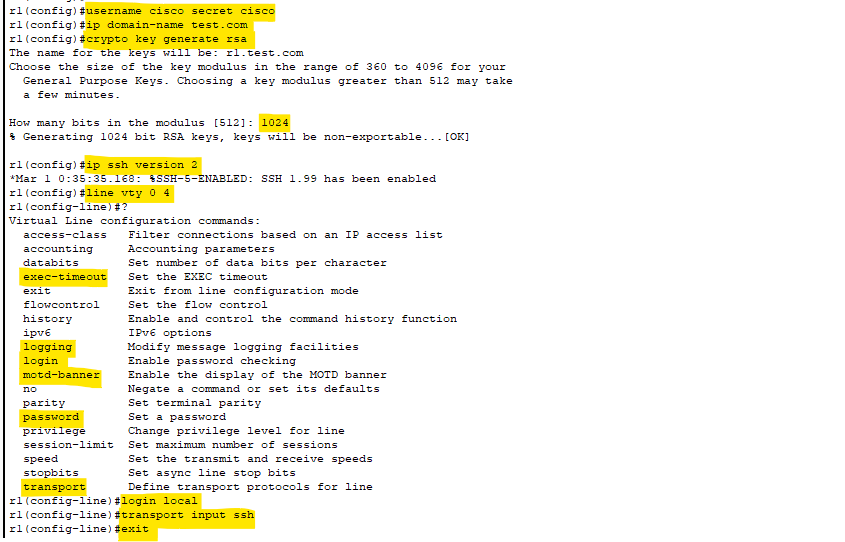 r1(config)#username cisco secret cisco
r1(config)#ip domain-name test.com
r1(config)#crypto key generate rsa
The name for the keys will be: r1.test.com
Choose the size of the key modulus in the range of 360 to 4096 for your
  General Purpose Keys. Choosing a key modulus greater than 512 may take
  a few minutes.

How many bits in the modulus [512]: 1024
% Generating 1024 bit RSA keys, keys will be non-exportable...[OK]

r1(config)#ip ssh version 2
*Mar 1 0:35:35.168: %SSH-5-ENABLED: SSH 1.99 has been enabled
r1(config)#line vty 0 4
r1(config-line)#?
Virtual Line configuration commands:
  access-class   Filter connections based on an IP access list
  accounting     Accounting parameters
  databits       Set number of data bits per character
  exec-timeout   Set the EXEC timeout
  exit           Exit from line configuration mode
  flowcontrol    Set the flow control
  history        Enable and control the command history function
  ipv6           IPv6 options
  logging        Modify message logging facilities
  login          Enable password checking
  motd-banner    Enable the display of the MOTD banner
  no             Negate a command or set its defaults
  parity         Set terminal parity
  password       Set a password
  privilege      Change privilege level for line
  session-limit  Set maximum number of sessions
  speed          Set the transmit and receive speeds
  stopbits       Set async line stop bits
  transport      Define transport protocols for line
r1(config-line)#login local
r1(config-line)#transport input ssh
r1(config-line)#exit